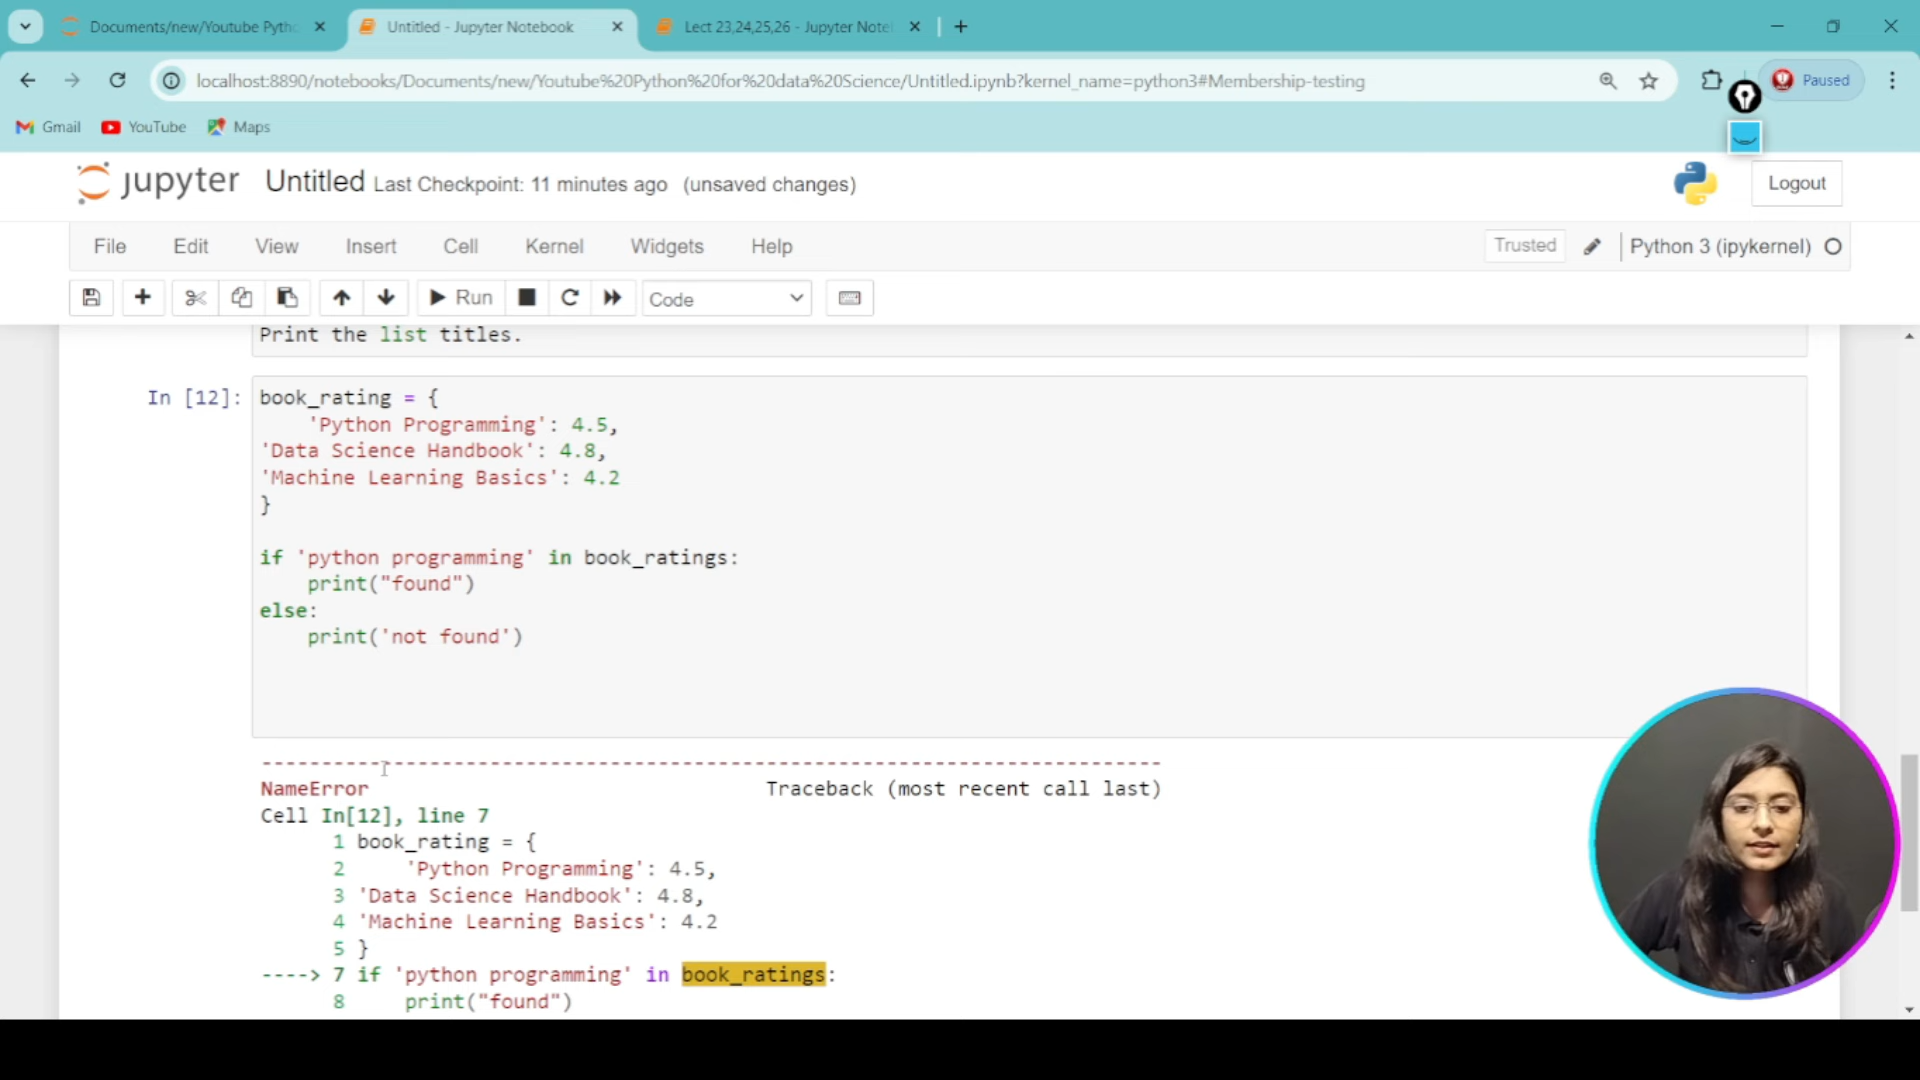 Documents/new/Youtube Pytho
Untitled - Jupyter Notebook
Lect 23,24,25,26 - Jupyter Note
localhost:8890/notebooks/Documents/new/Youtube%20Python%20for%20data%20Science/Untitled.ipynb?kernel_name=python3#Membership-testing
Paused
Gmail
YouTube
Maps
jupyter
Untitled Last Checkpoint: 11 minutes ago (unsaved changes)
Logout
File
Edit
View
Insert
Cell
Kernel
Widgets
Help
Trusted
Python 3 (ipykernel)
Run
Code
Print the list titles.
In [12]:
book_rating = {
'Python Programming': 4.5,
'Data Science Handbook': 4.8,
'Machine Learning Basics': 4.2
}
if 'python programming' in book_ratings:
print("found")
else:
print('not found')
---------------------------------------------------------------------------
NameError Traceback (most recent call last)
Cell In[12], line 7
1 book_rating = {
2 'Python Programming': 4.5,
3 'Data Science Handbook': 4.8,
4 'Machine Learning Basics': 4.2
5 }
----> 7 if 'python programming' in book_ratings:
8 print("found")